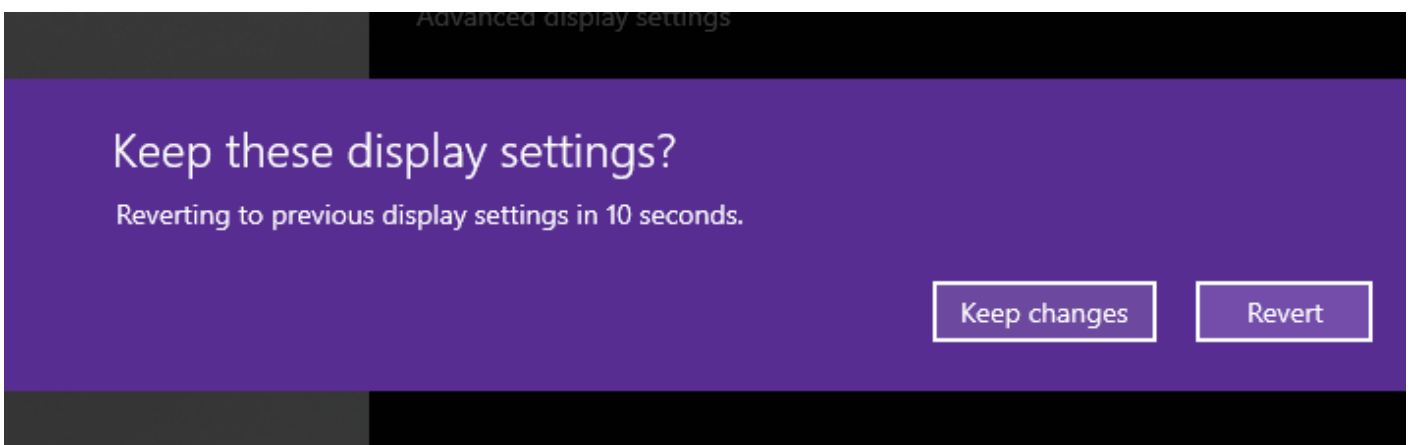 Advanced display settings
Keep these display settings?
Reverting to previous display settings in 10 seconds.
Keep changes
Revert